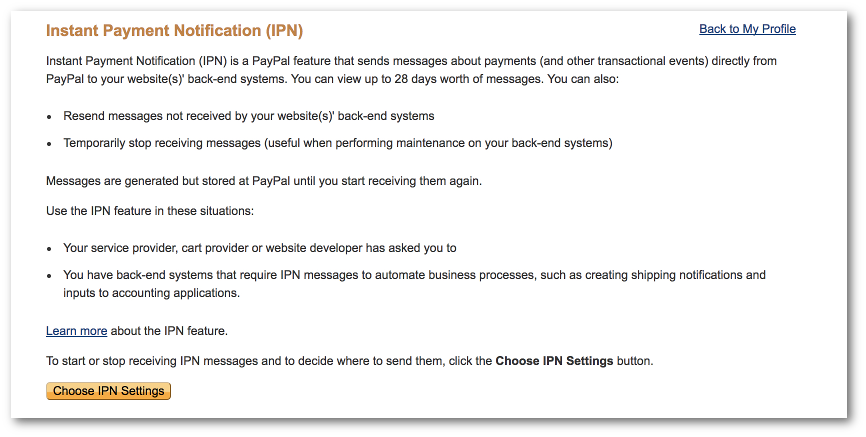 Instant Payment Notification (IPN)
Back to My Profile
Instant Payment Notification (IPN) is a PayPal feature that sends messages about payments (and other transactional events) directly from
PayPal to your website(s)' back-end systems. You can view up to 28 days worth of messages. You can also:
• Resend messages not received by your website(s)' back-end systems
• Temporarily stop receiving messages (useful when performing maintenance on your back-end systems)
Messages are generated but stored at PayPal until you start receiving them again.
Use the IPN feature in these situations:
• Your service provider, cart provider or website developer has asked you to
• You have back-end systems that require IPN messages to automate business processes, such as creating shipping notifications and
inputs to accounting applications.
Learn more about the IPN feature.
To start or stop receiving IPN messages and to decide where to send them, click the Choose IPN Settings button.
Choose IPN Settings